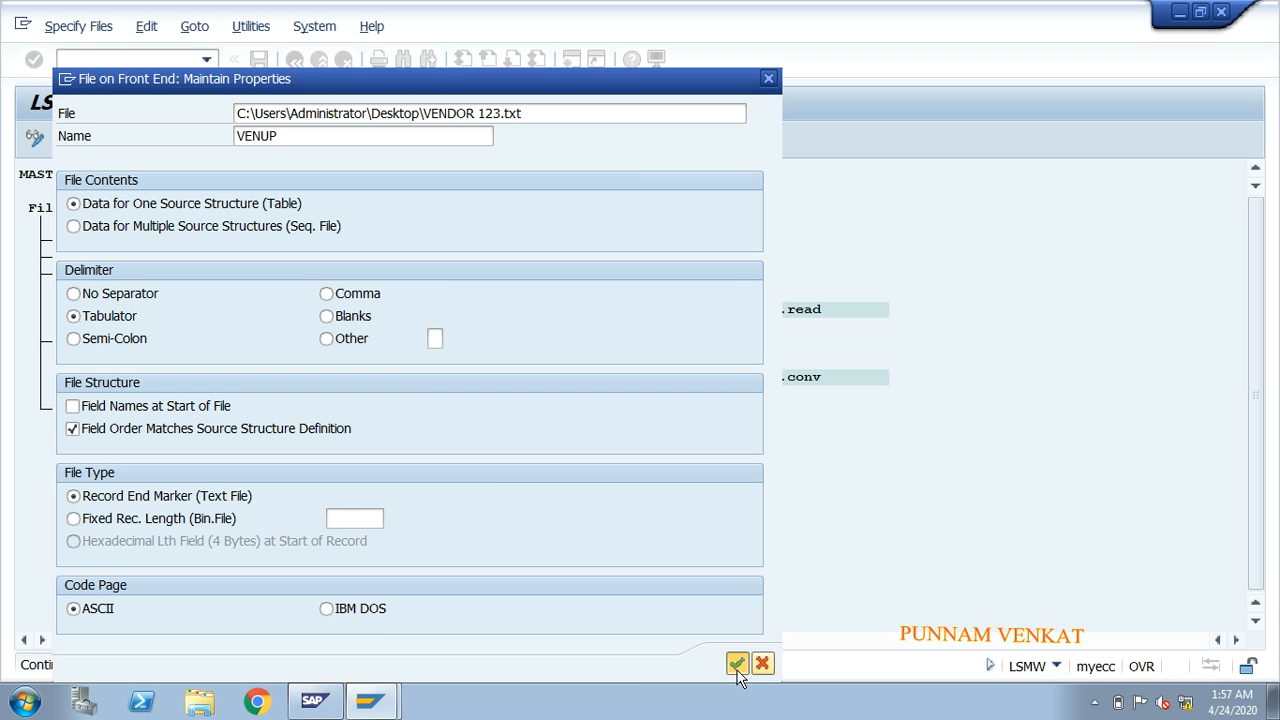 Specify Files Edit Goto Utilities System Help
File on Front End: Maintain Properties
LS
File C:\Users\Administrator\Desktop\VENDOR 123.txt
Name VENUP
MAST
File Contents
Data for One Source Structure (Table)
Fil
Data for Multiple Source Structures (Seq. File)
Delimiter
No Separator Comma
Tabulator Blanks
.read
Semi-Colon Other
.conv
File Structure
Field Names at Start of File
Field Order Matches Source Structure Definition
File Type
Record End Marker (Text File)
Fixed Rec. Length (Bin.File)
Hexadecimal Lth Field (4 Bytes) at Start of Record
Code Page
ASCII IBM DOS
PUNNAM VENKAT
Conti
LSMW myecc OVR
SAP
1:57 AM
4/24/2020